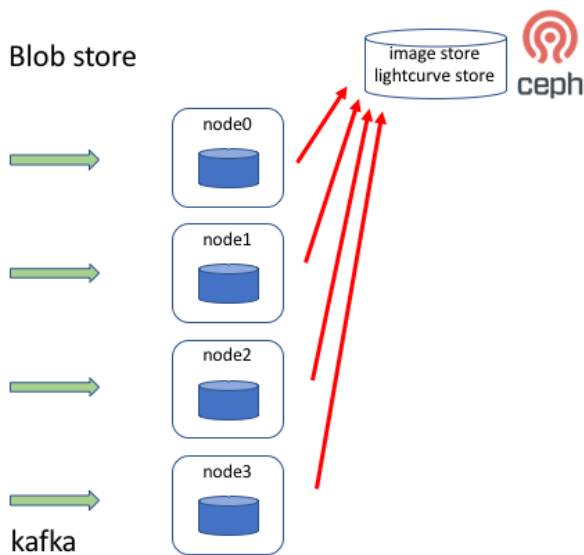 Blob store
image store
lightcurve store
ceph
node0
node1
node2
node3
kafka